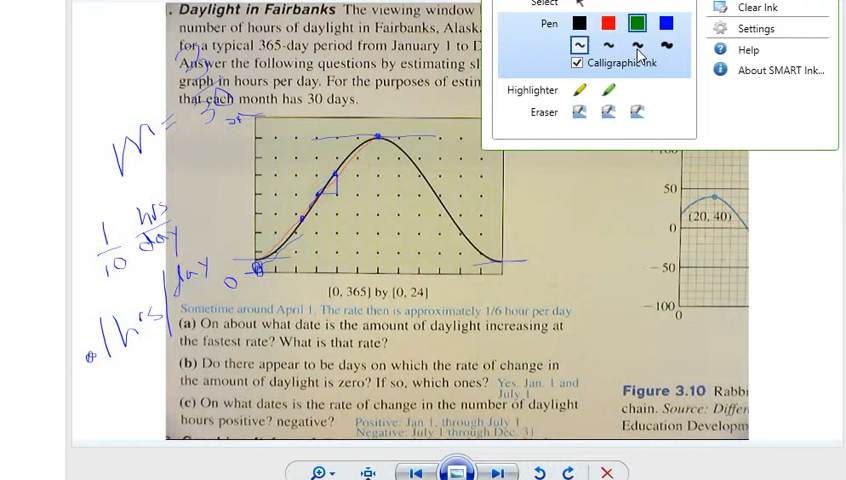 . Daylight in Fairbanks The viewing window
number of hours of daylight in Fairbanks, Alaska
for a typical 365-day period from January 1 to D
Answer the following questions by estimating sl
graph in hours per day. For the purposes of
that each month has 30 days.
m = 3
30
24
1
10
hrs
day
0
.1 hrs/day
[0, 365] by [0, 24]
Sometime around April 1. The rate then is approximately 1/6 hour per day
(a) On about what date is the amount of daylight increasing at
the fastest rate? What is that rate?
(b) Do there appear to be days on which the rate of change in
the amount of daylight is zero? If so, which ones? Yes. Jan. 1 and
July 1
(c) On what dates is the rate of change in the number of daylight
hours positive? negative? Positive: Jan 1, through July 1
Negative: July 1 through Dec. 31
Select
Pen
Calligraphic Ink
Highlighter
Eraser
Clear Ink
Settings
Help
About SMART Ink...
100
50
(20, 40)
0
−50
−100
0
Figure 3.10 Rabb
chain. Source: Differ
Education Developm